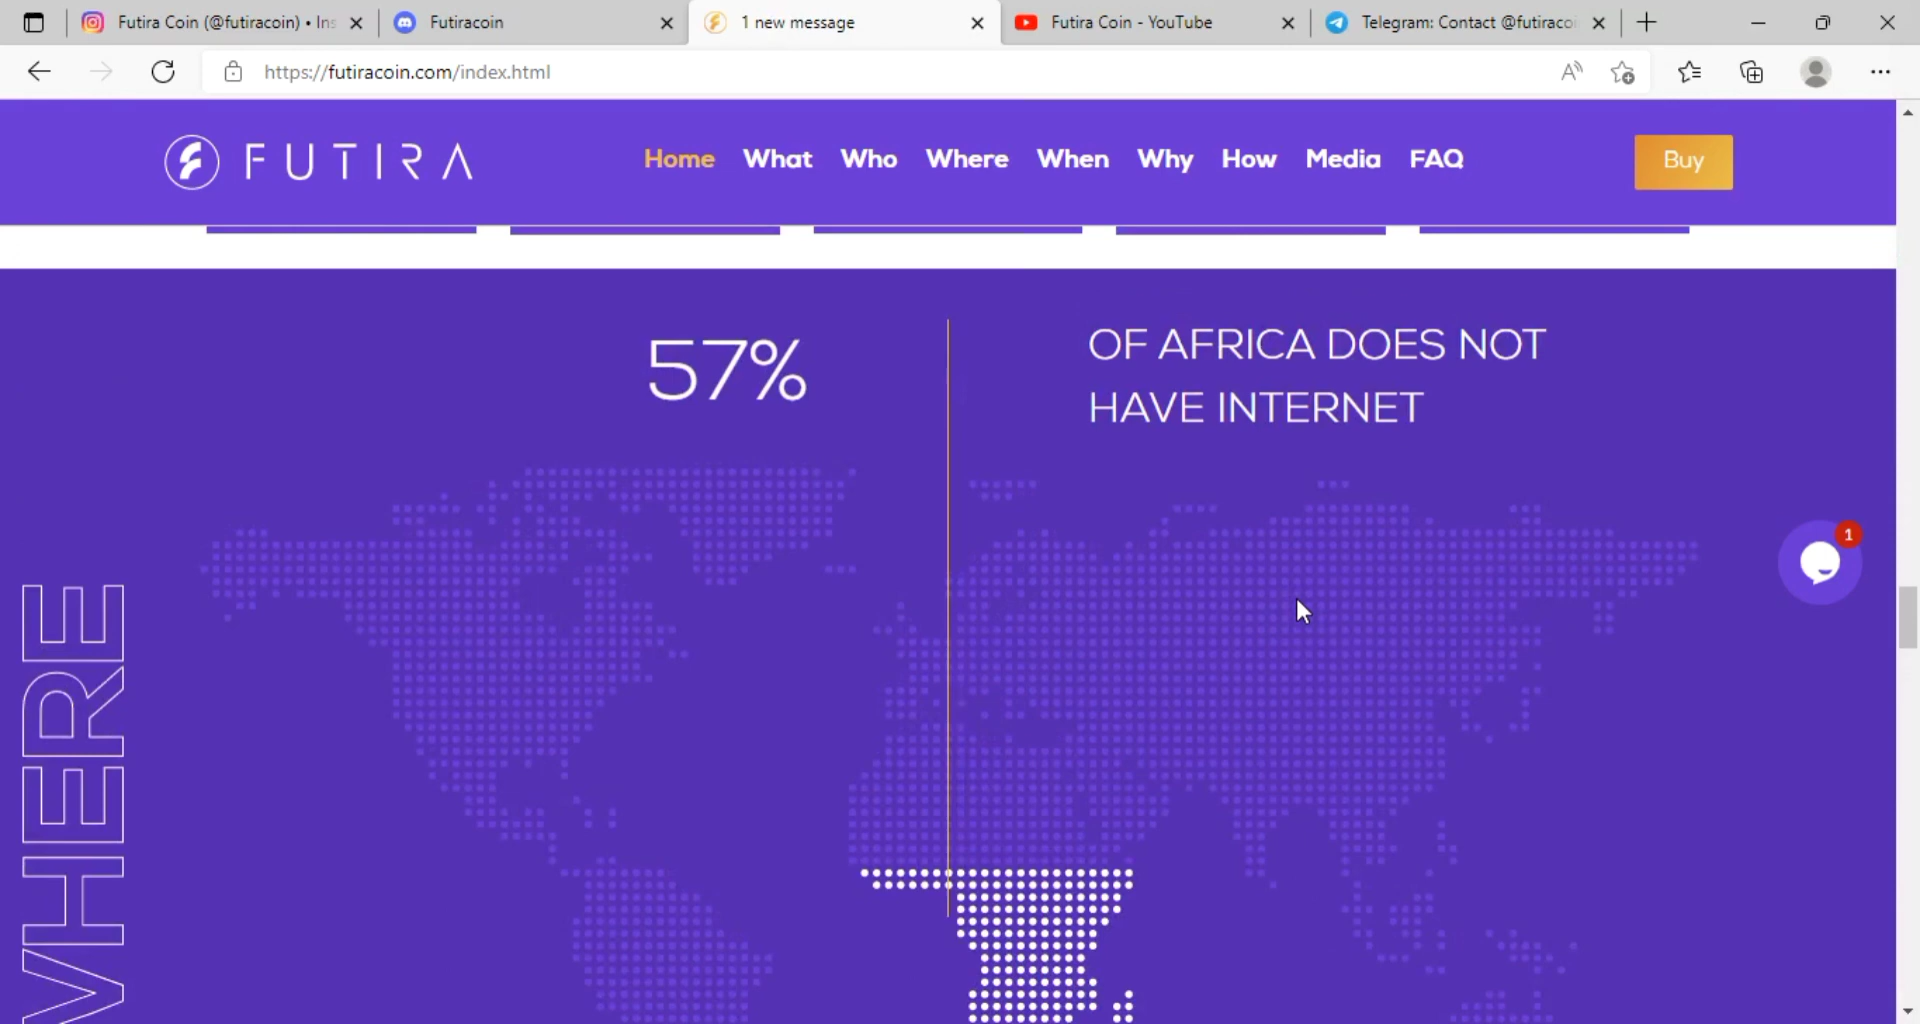 Futira Coin (@futiracoin) • Ins
Futiracoin
1 new message
Futira Coin - YouTube
Telegram: Contact @futiraco
https://futiracoin.com/index.html
FUTIRA
Home What Who Where When Why How Media FAQ
Buy
57%
OF AFRICA DOES NOT
HAVE INTERNET
1
WHERE